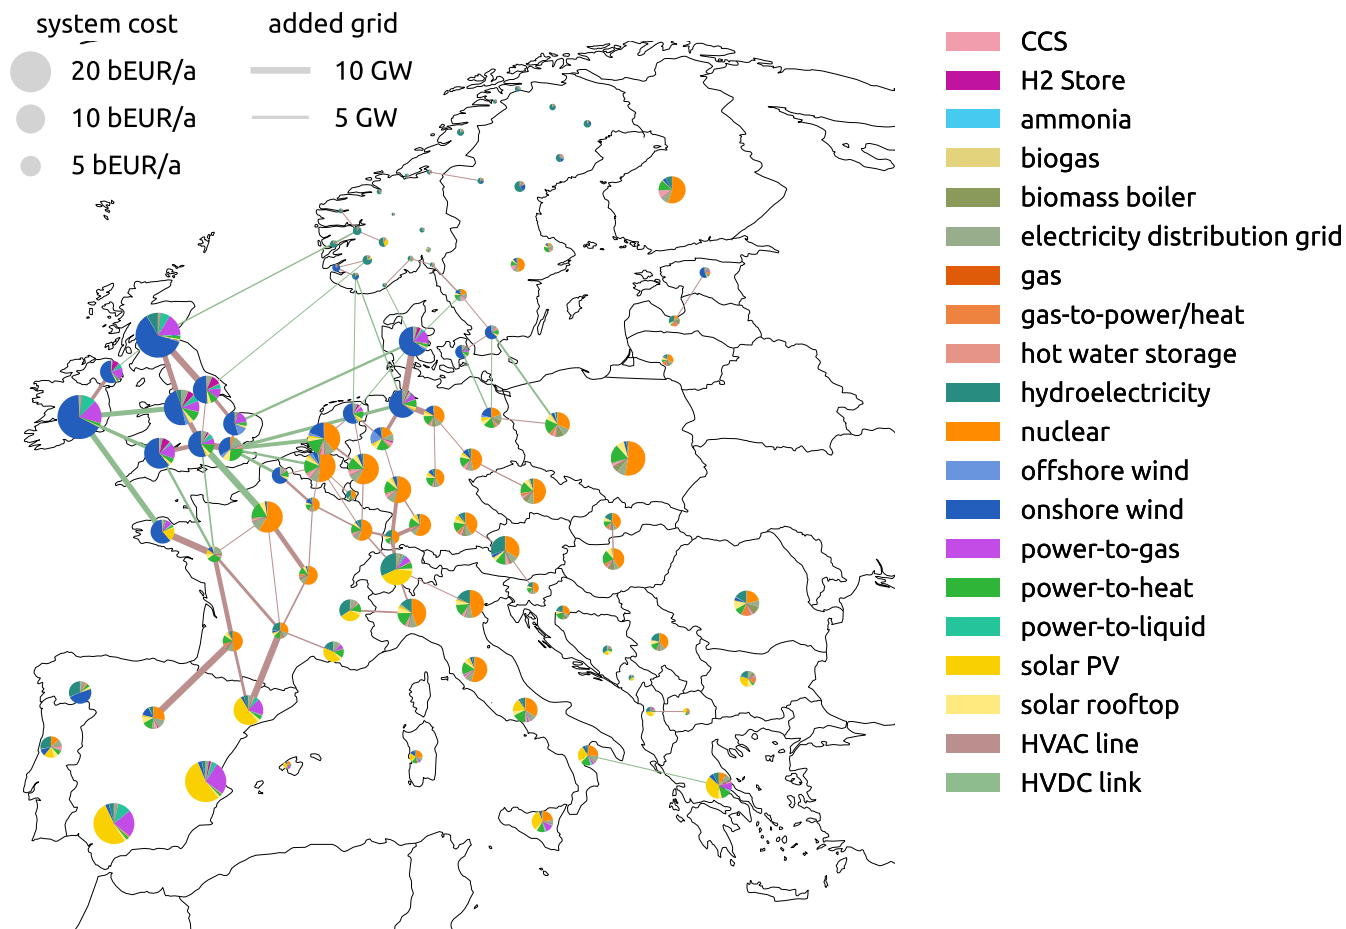 system cost
20 bEUR/a
10 bEUR/a
5 bEUR/a
added grid
10 GW
5 GW
CCS
H2 Store
ammonia
biogas
biomass boiler
electricity distribution grid
gas
gas-to-power/heat
hot water storage
hydroelectricity
nuclear
offshore wind
onshore wind
power-to-gas
power-to-heat
power-to-liquid
solar PV
solar rooftop
HVAC line
HVDC link